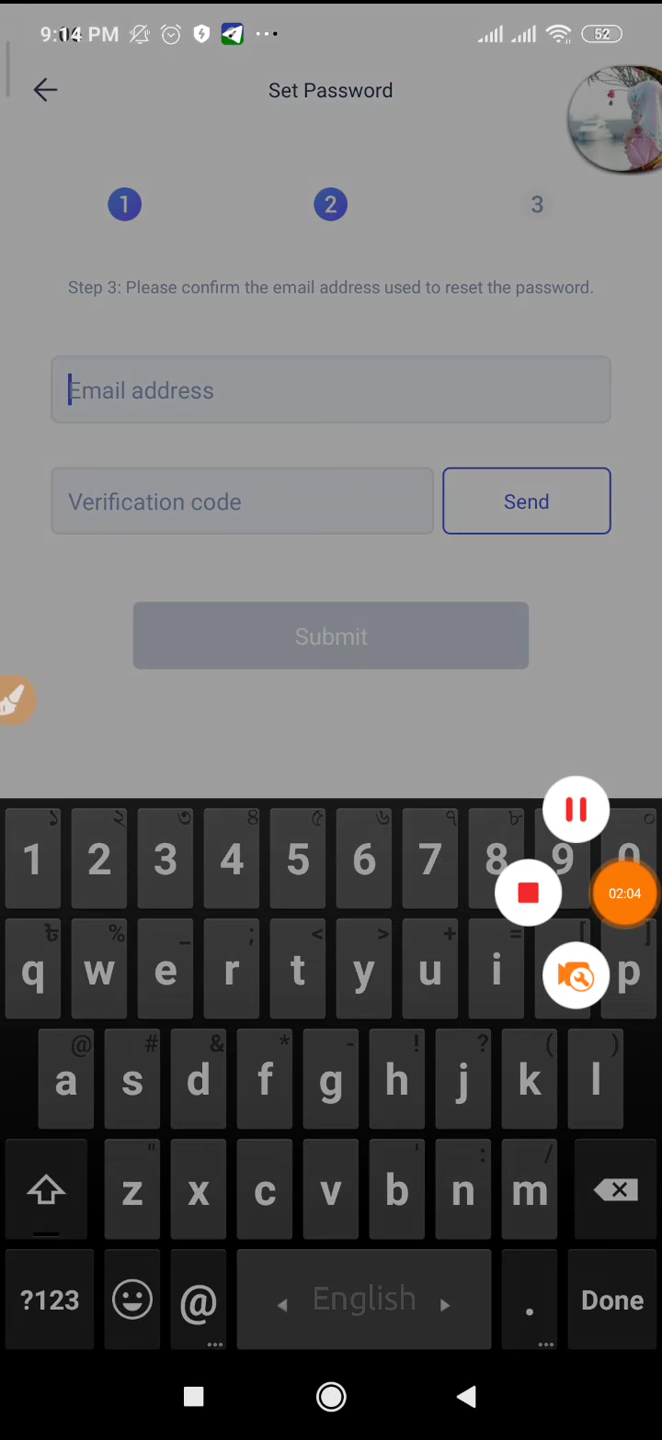 9:14 PM
52
Set Password
1
2
3
Step 3: Please confirm the email address used to reset the password.
Email address
Verification code
Send
Submit
02:04
১ ২ ৩ ৪ ৫ ৬ ৭ ৮ ০
1 2 3 4 5 6 7 8 9 0
৳ % _ ; < > + = [ ]
q w e r t y u i p
@ # & * - ! ? ( )
a s d f g h j k l
" ' : /
z x c v b n m
?123 @ ... English . ... Done